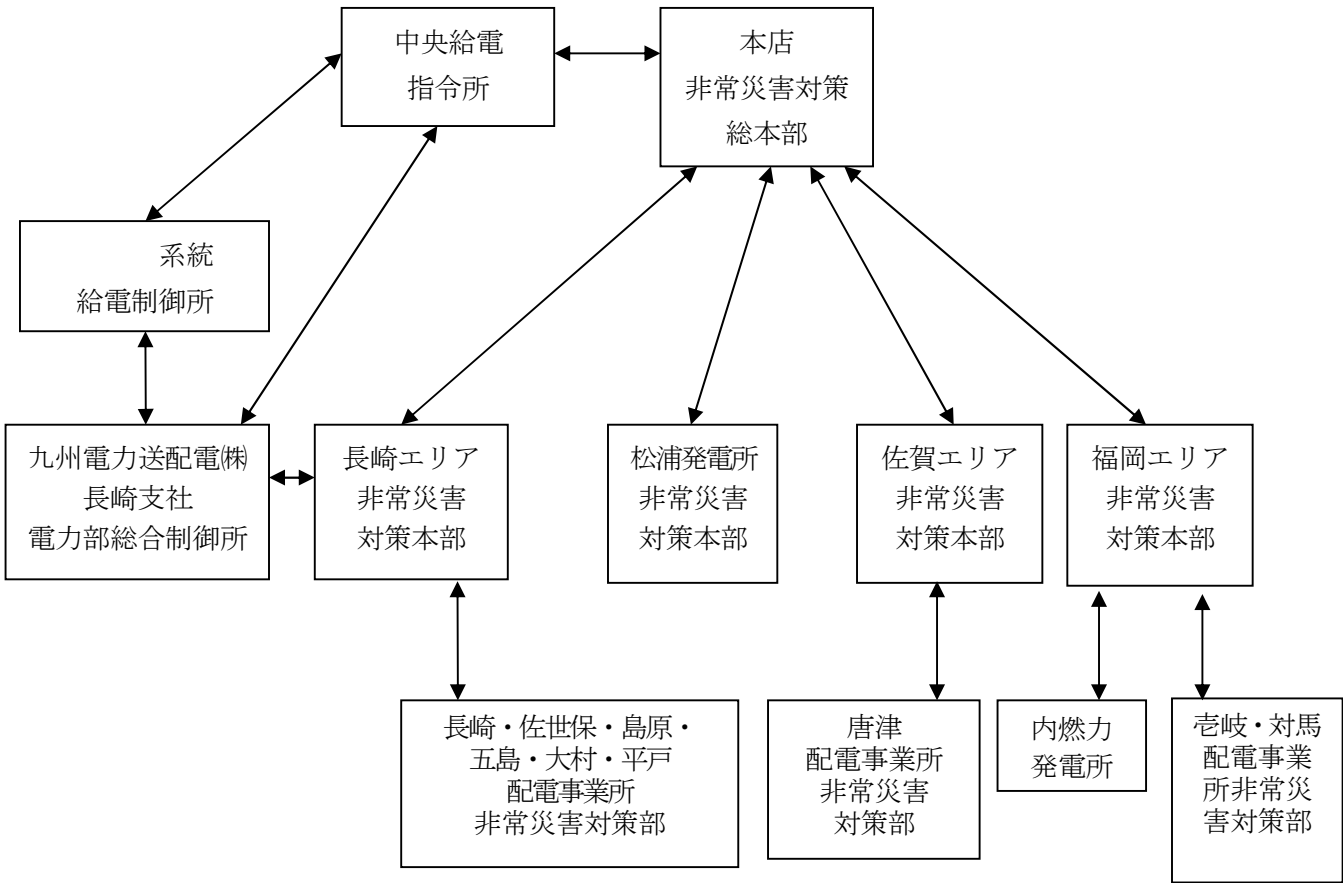 中央給電
指令所
本店
非常災害対策
総本部
系統
給電制御所
九州電力送配電㈱
長崎支社
電力部総合制御所
長崎エリア
非常災害
対策本部
松浦発電所
非常災害
対策本部
佐賀エリア
非常災害
対策本部
福岡エリア
非常災害
対策本部
長崎・佐世保・島原・
五島・大村・平戸
配電事業所
非常災害対策部
唐津
配電事業所
非常災害
対策部
内燃力
発電所
壱岐・対馬
配電事業
所非常災
害対策部